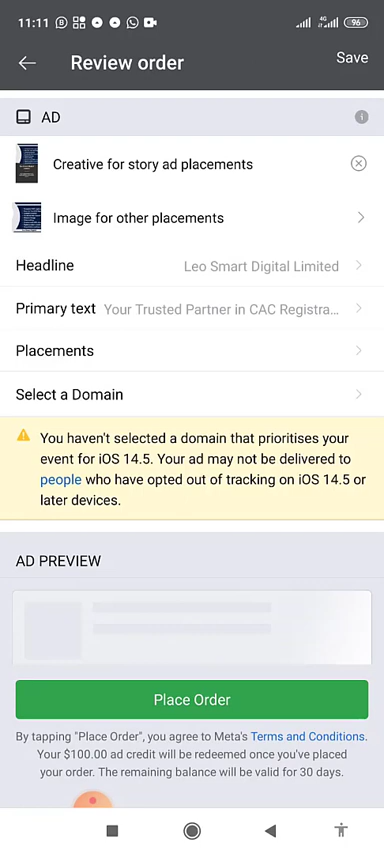 11:11
4G
96
Review order
Save
AD
Creative for story ad placements
Image for other placements
Headline Leo Smart Digital Limited
Primary text Your Trusted Partner in CAC Registra...
Placements
Select a Domain
You haven't selected a domain that prioritises your
event for iOS 14.5. Your ad may not be delivered to
people who have opted out of tracking on iOS 14.5 or
later devices.
AD PREVIEW
Place Order
By tapping "Place Order", you agree to Meta's Terms and Conditions.
Your $100.00 ad credit will be redeemed once you've placed
your order. The remaining balance will be valid for 30 days.